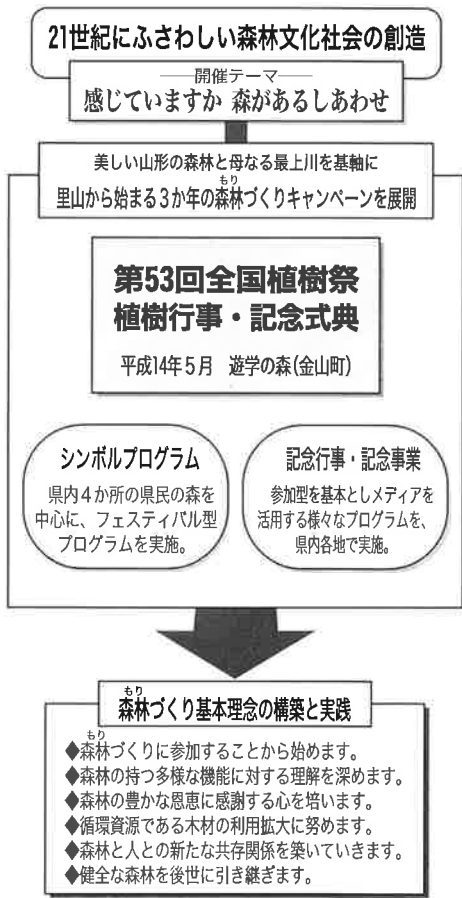 21世紀にふさわしい森林文化社会の創造
開催テーマ
感じていますか 森があるしあわせ
美しい山形の森林と母なる最上川を基軸に
里山から始まる3か年の森林づくりキャンペーンを展開
もり
第53回全国植樹祭
植樹行事・記念式典
平成14年5月 遊学の森(金山町)
シンボルプログラム
県内4か所の県民の森を
中心に、フェスティバル型
プログラムを実施。
記念行事・記念事業
参加型を基本としメディアを
活用する様々なプログラムを、
県内各地で実施。
もり
森林づくり基本理念の構築と実践
もり
◆森林づくりに参加することから始めます。
◆森林の持つ多様な機能に対する理解を深めます。
◆森林の豊かな恩恵に感謝する心を培います。
◆循環資源である木材の利用拡大に努めます。
◆森林と人との新たな共存関係を築いていきます。
◆健全な森林を後世に引き継ぎます。